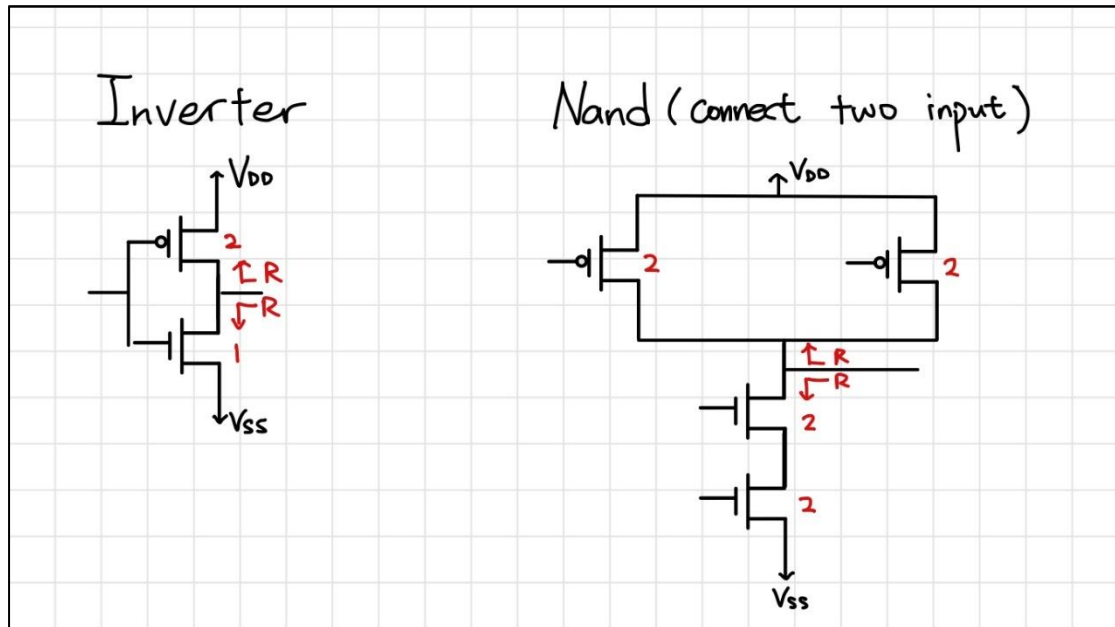 Inverter
VDD
2
R
R
1
VSS
Nand (connect two input)
VDD
2
2
R
R
2
2
VSS